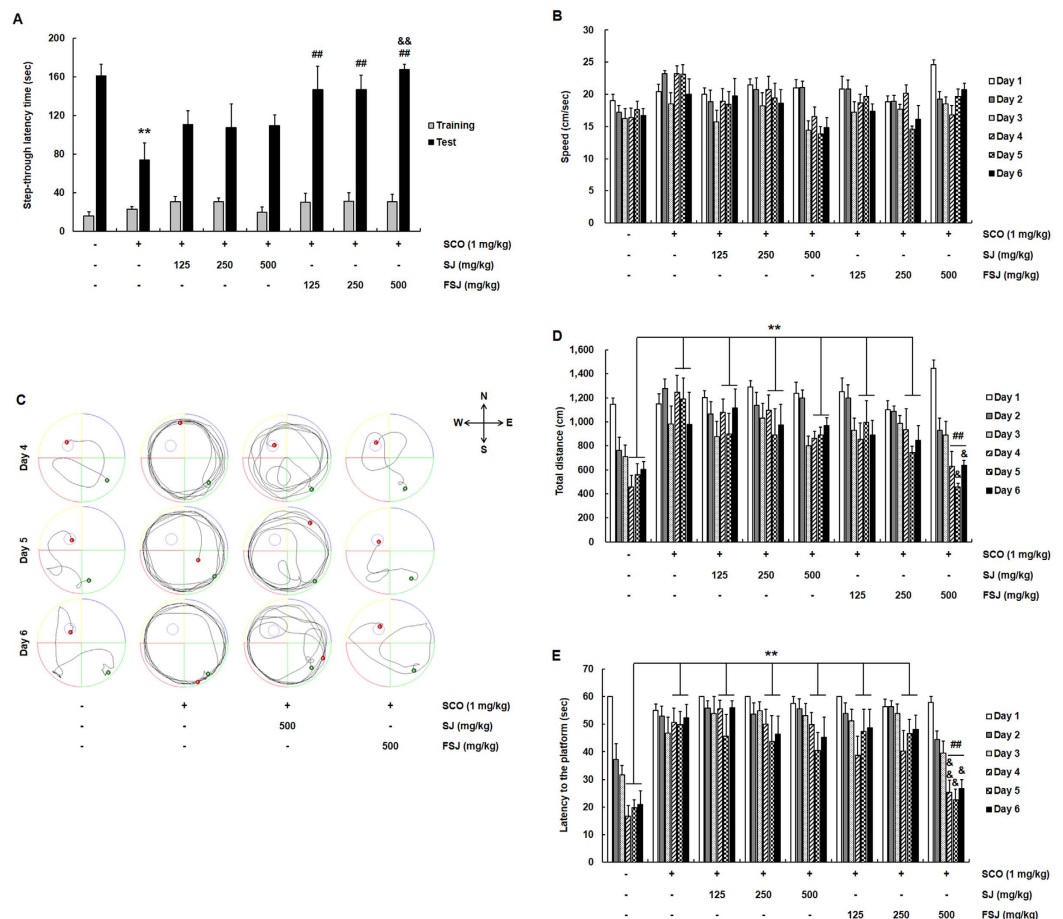 A
Step-through latency time (sec)
200
160
120
80
40
0
**
##
##
&&
##
Training
Test
- + + + + + + + SCO (1 mg/kg)
- - 125 250 500 - - - SJ (mg/kg)
- - - - - 125 250 500 FSJ (mg/kg)
B
Speed (cm/sec)
30
25
20
15
10
5
0
Day 1
Day 2
Day 3
Day 4
Day 5
Day 6
- + + + + + + + SCO (1 mg/kg)
- - 125 250 500 - - - SJ (mg/kg)
- - - - - 125 250 500 FSJ (mg/kg)
C
N
W E
S
Day 4
Day 5
Day 6
- + + + SCO (1 mg/kg)
- - 500 - SJ (mg/kg)
- - - 500 FSJ (mg/kg)
D
Total distance (cm)
1,600
1,400
1,200
1,000
800
600
400
200
0
**
##
&
&
Day 1
Day 2
Day 3
Day 4
Day 5
Day 6
- + + + + + + + SCO (1 mg/kg)
- - 125 250 500 - - - SJ (mg/kg)
- - - - - 125 250 500 FSJ (mg/kg)
E
Latency to the platform (sec)
70
60
50
40
30
20
10
0
**
##
&
& &
&
Day 1
Day 2
Day 3
Day 4
Day 5
Day 6
- + + + + + + + SCO (1 mg/kg)
- - 125 250 500 - - - SJ (mg/kg)
- - - - - 125 250 500 FSJ (mg/kg)